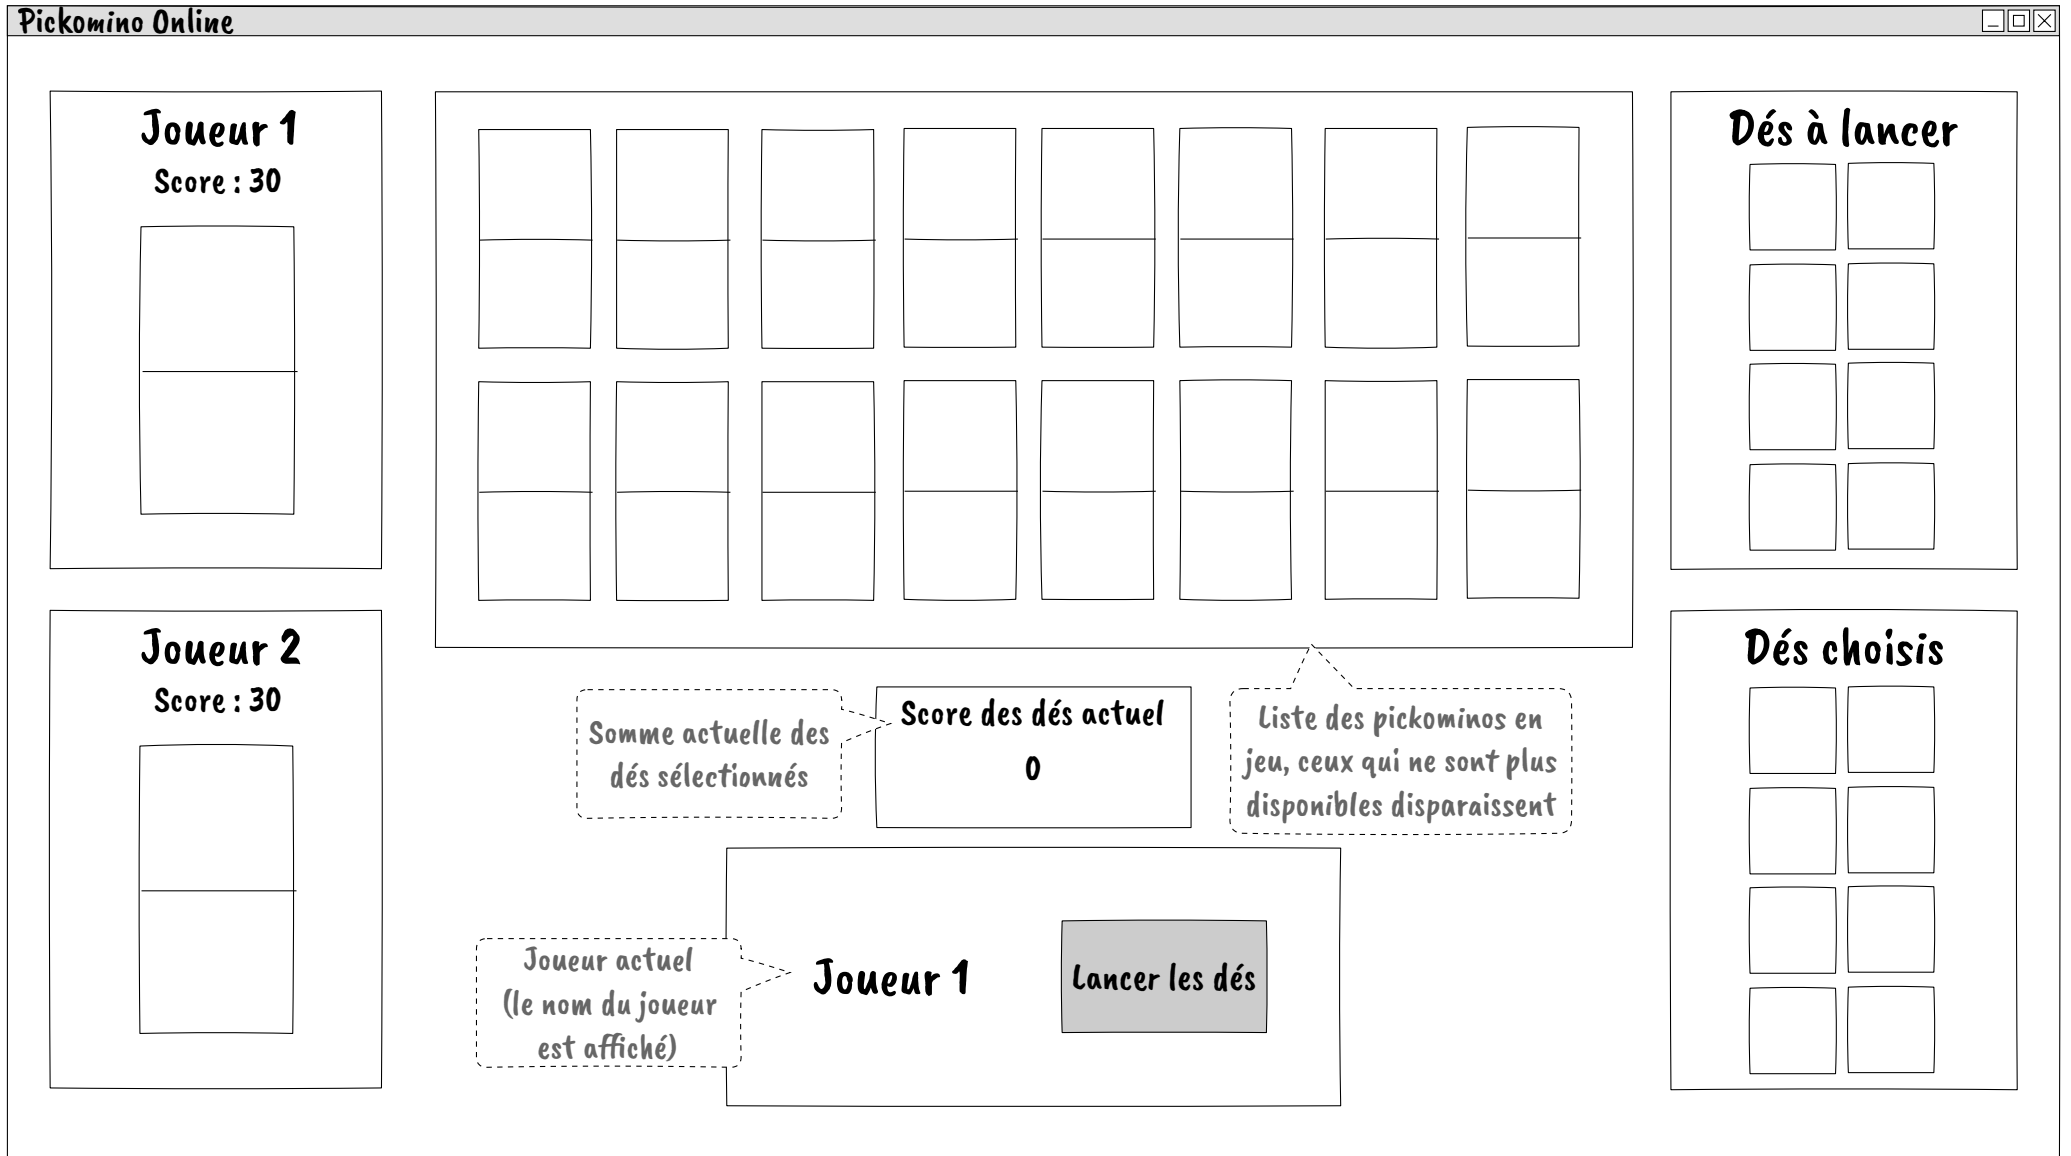 Pickomino Online
Joueur 1
Score : 30
Joueur 2
Score : 30
Dés à lancer
Dés choisis
Somme actuelle des
dés sélectionnés
Score des dés actuel
0
Liste des pickominos en
jeu, ceux qui ne sont plus
disponibles disparaissent
Joueur actuel
(le nom du joueur
est affiché)
Joueur 1
Lancer les dés